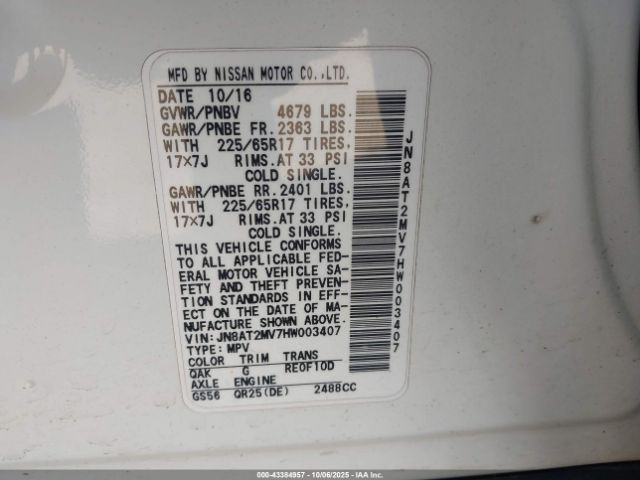 MFD BY NISSAN MOTOR CO.,LTD.
DATE 10/16
GVWR/PNBV 4679 LBS.
GAWR/PNBE FR. 2363 LBS.
WITH 225/65R17 TIRES,
17×7J RIMS.AT 33 PSI
COLD SINGLE.
GAWR/PNBE RR. 2401 LBS.
WITH 225/65R17 TIRES,
17×7J RIMS.AT 33 PSI
COLD SINGLE.
THIS VEHICLE CONFORMS
TO ALL APPLICABLE FED-
ERAL MOTOR VEHICLE SA-
FETY AND THEFT PREVEN-
TION STANDARDS IN EFF-
ECT ON THE DATE OF MA-
NUFACTURE SHOWN ABOVE.
VIN: JN8AT2MV7HW003407
TYPE: MPV
COLOR TRIM TRANS
QAK G RE0F10D
AXLE ENGINE
GS56 QR25(DE) 2488CC
JN8AT2MV7HW003407
000-43384957 - 10/06/2025 - IAA Inc.